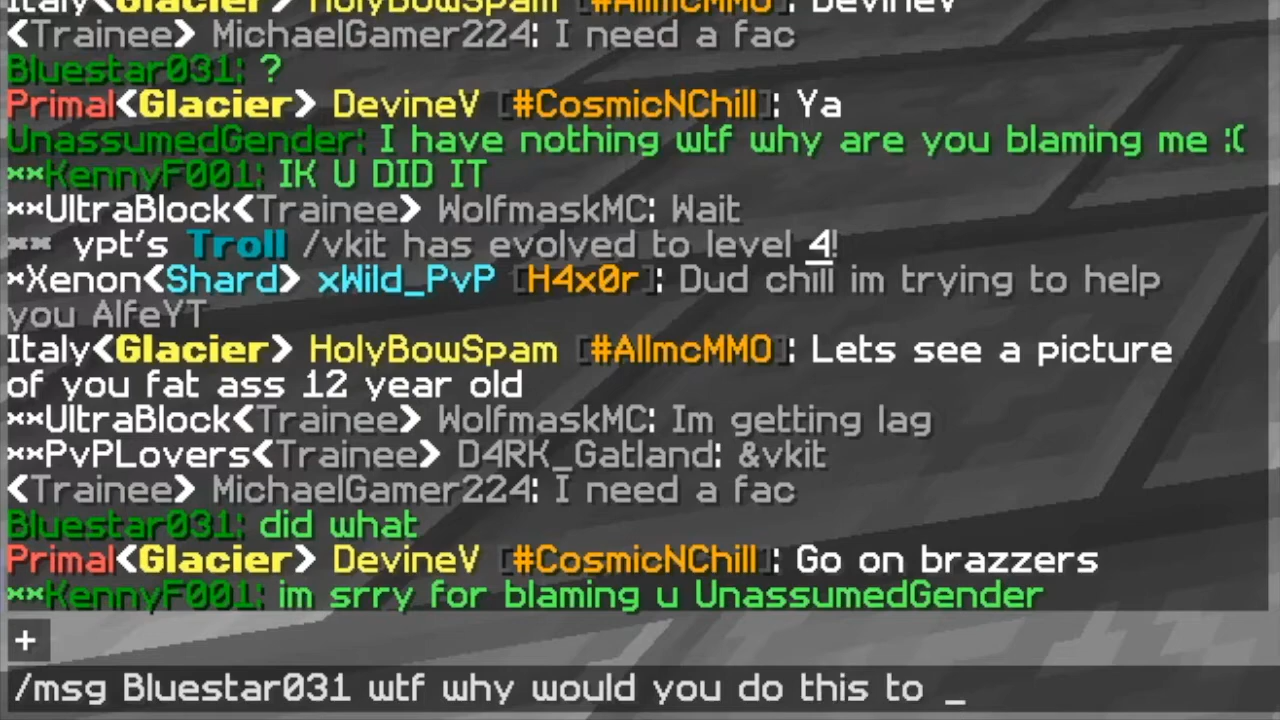 Italy<Glacier> HolyBowSpam [#AllmcMMO]: DevineV
<Trainee> MichaelGamer224: I need a fac
Bluestar031: ?
Primal<Glacier> DevineV [#CosmicNChill]: Ya
UnassumedGender: I have nothing wtf why are you blaming me :(
**KennyF001: IK U DID IT
**UltraBlock<Trainee> WolfmaskMC: Wait
** ypt's Troll /vkit has evolved to level 4!
*Xenon<Shard> xWild_PvP [H4x0r]: Dud chill im trying to help
you AlfeYT
Italy<Glacier> HolyBowSpam [#AllmcMMO]: Lets see a picture
of you fat ass 12 year old
**UltraBlock<Trainee> WolfmaskMC: Im getting lag
**PvPLovers<Trainee> D4RK_Gatland: &vkit
<Trainee> MichaelGamer224: I need a fac
Bluestar031: did what
Primal<Glacier> DevineV [#CosmicNChill]: Go on brazzers
**KennyF001: im srry for blaming u UnassumedGender
+
/msg Bluestar031 wtf why would you do this to _